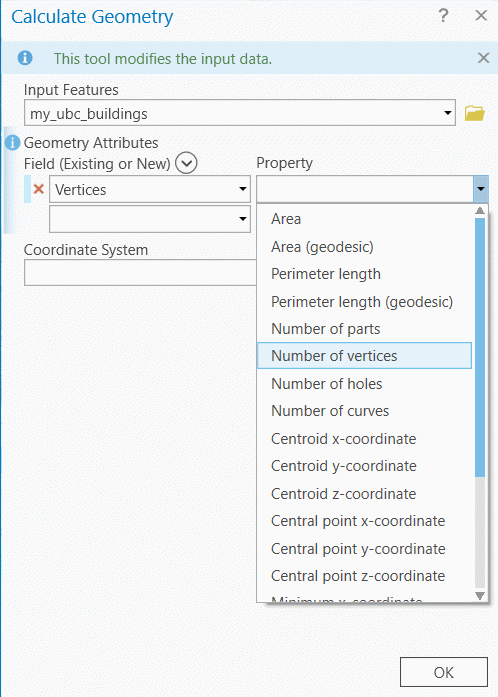 Calculate Geometry ?
This tool modifies the input data.
Input Features
my_ubc_buildings
Geometry Attributes
Field (Existing or New)
Property
Vertices
Area
Area (geodesic)
Perimeter length
Perimeter length (geodesic)
Number of parts
Number of vertices
Number of holes
Number of curves
Centroid x-coordinate
Centroid y-coordinate
Centroid z-coordinate
Central point x-coordinate
Central point y-coordinate
Central point z-coordinate
Minimum x-coordinate
Coordinate System
OK